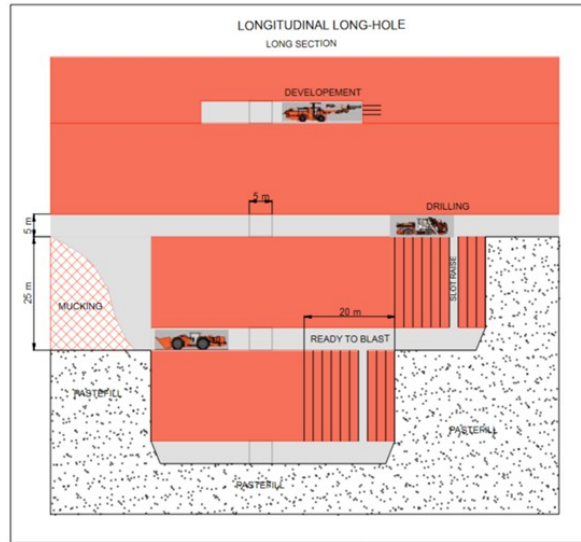 LONGITUDINAL LONG-HOLE
LONG SECTION
DEVELOPEMENT
5 m
DRILLING
5 m
SLOT RAISE
25 m
MUCKING
20 m
READY TO BLAST
PASTEFILL
PASTEFILL
PASTEFILL